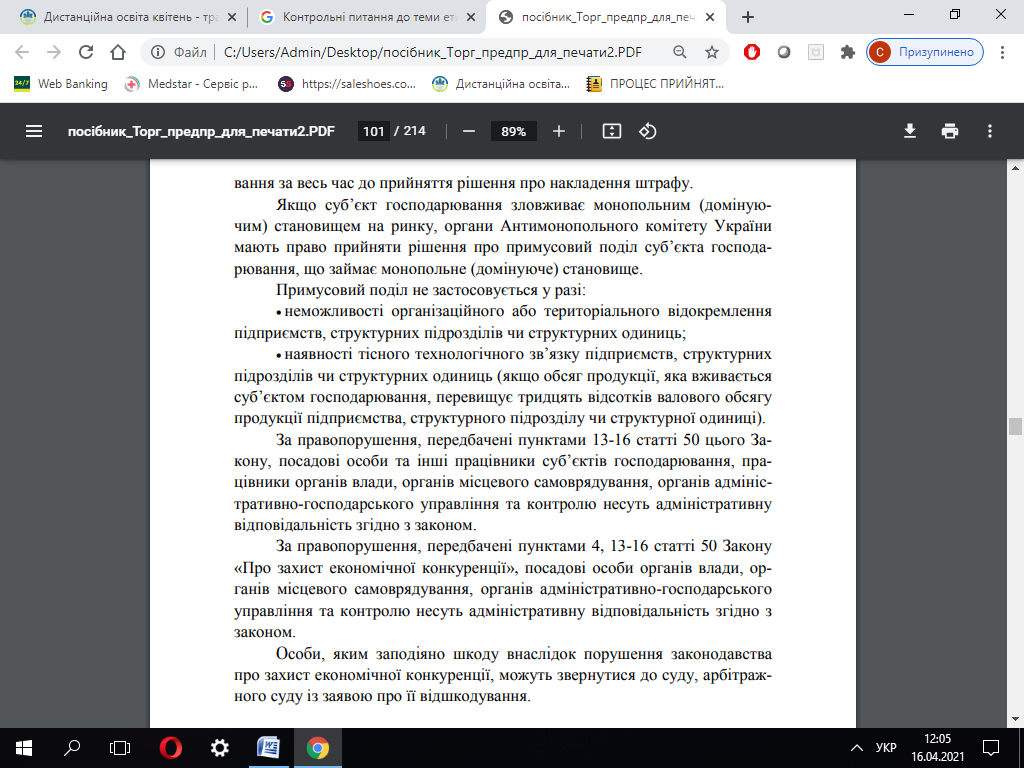 Дистанційна освіта квітень - тра
Контрольні питання до теми ет
посібник_Торг_предпр_для_печ
Файл
C:/Users/Admin/Desktop/посібник_Торг_предпр_для_печати2.PDF
С
Призупинено
24/7 Web Banking
Medstar - Сервіс р...
SS https://saleshoes.co...
Дистанційна освіта...
ПРОЦЕС ПРИЙНЯТ...
посібник_Торг_предпр_для_печати2.PDF
101 / 214
89%
вання за весь час до прийняття рішення про накладення штрафу.
Якщо суб’єкт господарювання зловживає монопольним (доміную-
чим) становищем на ринку, органи Антимонопольного комітету України
мають право прийняти рішення про примусовий поділ суб’єкта господа-
рювання, що займає монопольне (домінуюче) становище.
Примусовий поділ не застосовується у разі:
• неможливості організаційного або територіального відокремлення
підприємств, структурних підрозділів чи структурних одиниць;
• наявності тісного технологічного зв’язку підприємств, структурних
підрозділів чи структурних одиниць (якщо обсяг продукції, яка вживається
суб’єктом господарювання, перевищує тридцять відсотків валового обсягу
продукції підприємства, структурного підрозділу чи структурної одиниці).
За правопорушення, передбачені пунктами 13-16 статті 50 цього За-
кону, посадові особи та інші працівники суб’єктів господарювання, пра-
цівники органів влади, органів місцевого самоврядування, органів адмініс-
тративно-господарського управління та контролю несуть адміністративну
відповідальність згідно з законом.
За правопорушення, передбачені пунктами 4, 13-16 статті 50 Закону
«Про захист економічної конкуренції», посадові особи органів влади, ор-
ганів місцевого самоврядування, органів адміністративно-господарського
управління та контролю несуть адміністративну відповідальність згідно з
законом.
Особи, яким заподіяно шкоду внаслідок порушення законодавства
про захист економічної конкуренції, можуть звернутися до суду, арбітраж-
ного суду із заявою про її відшкодування.
УКР
12:05
16.04.2021